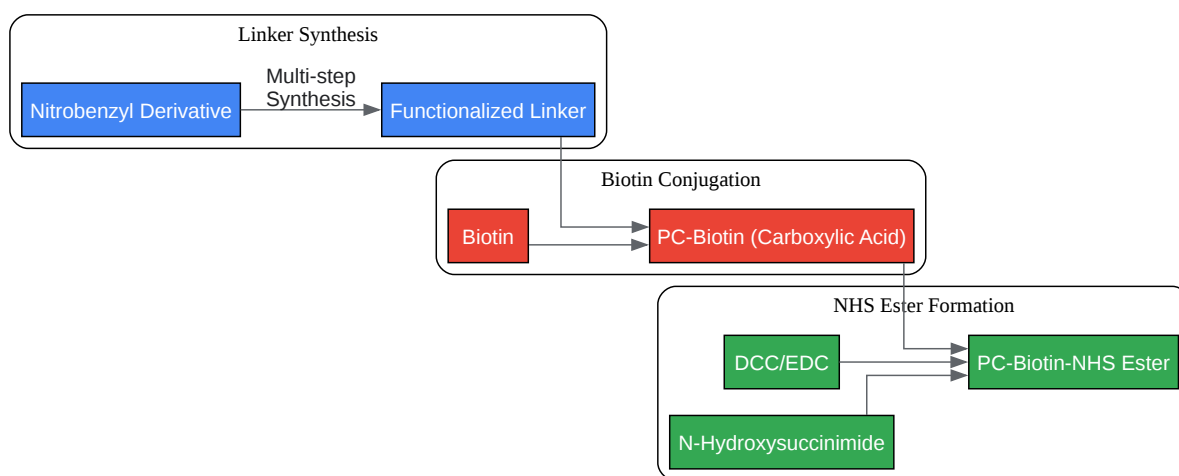 Linker Synthesis
Multi-step
Synthesis
Nitrobenzyl Derivative
Functionalized Linker
Biotin Conjugation
Biotin
PC-Biotin (Carboxylic Acid)
NHS Ester Formation
DCC/EDC
PC-Biotin-NHS Ester
N-Hydroxysuccinimide